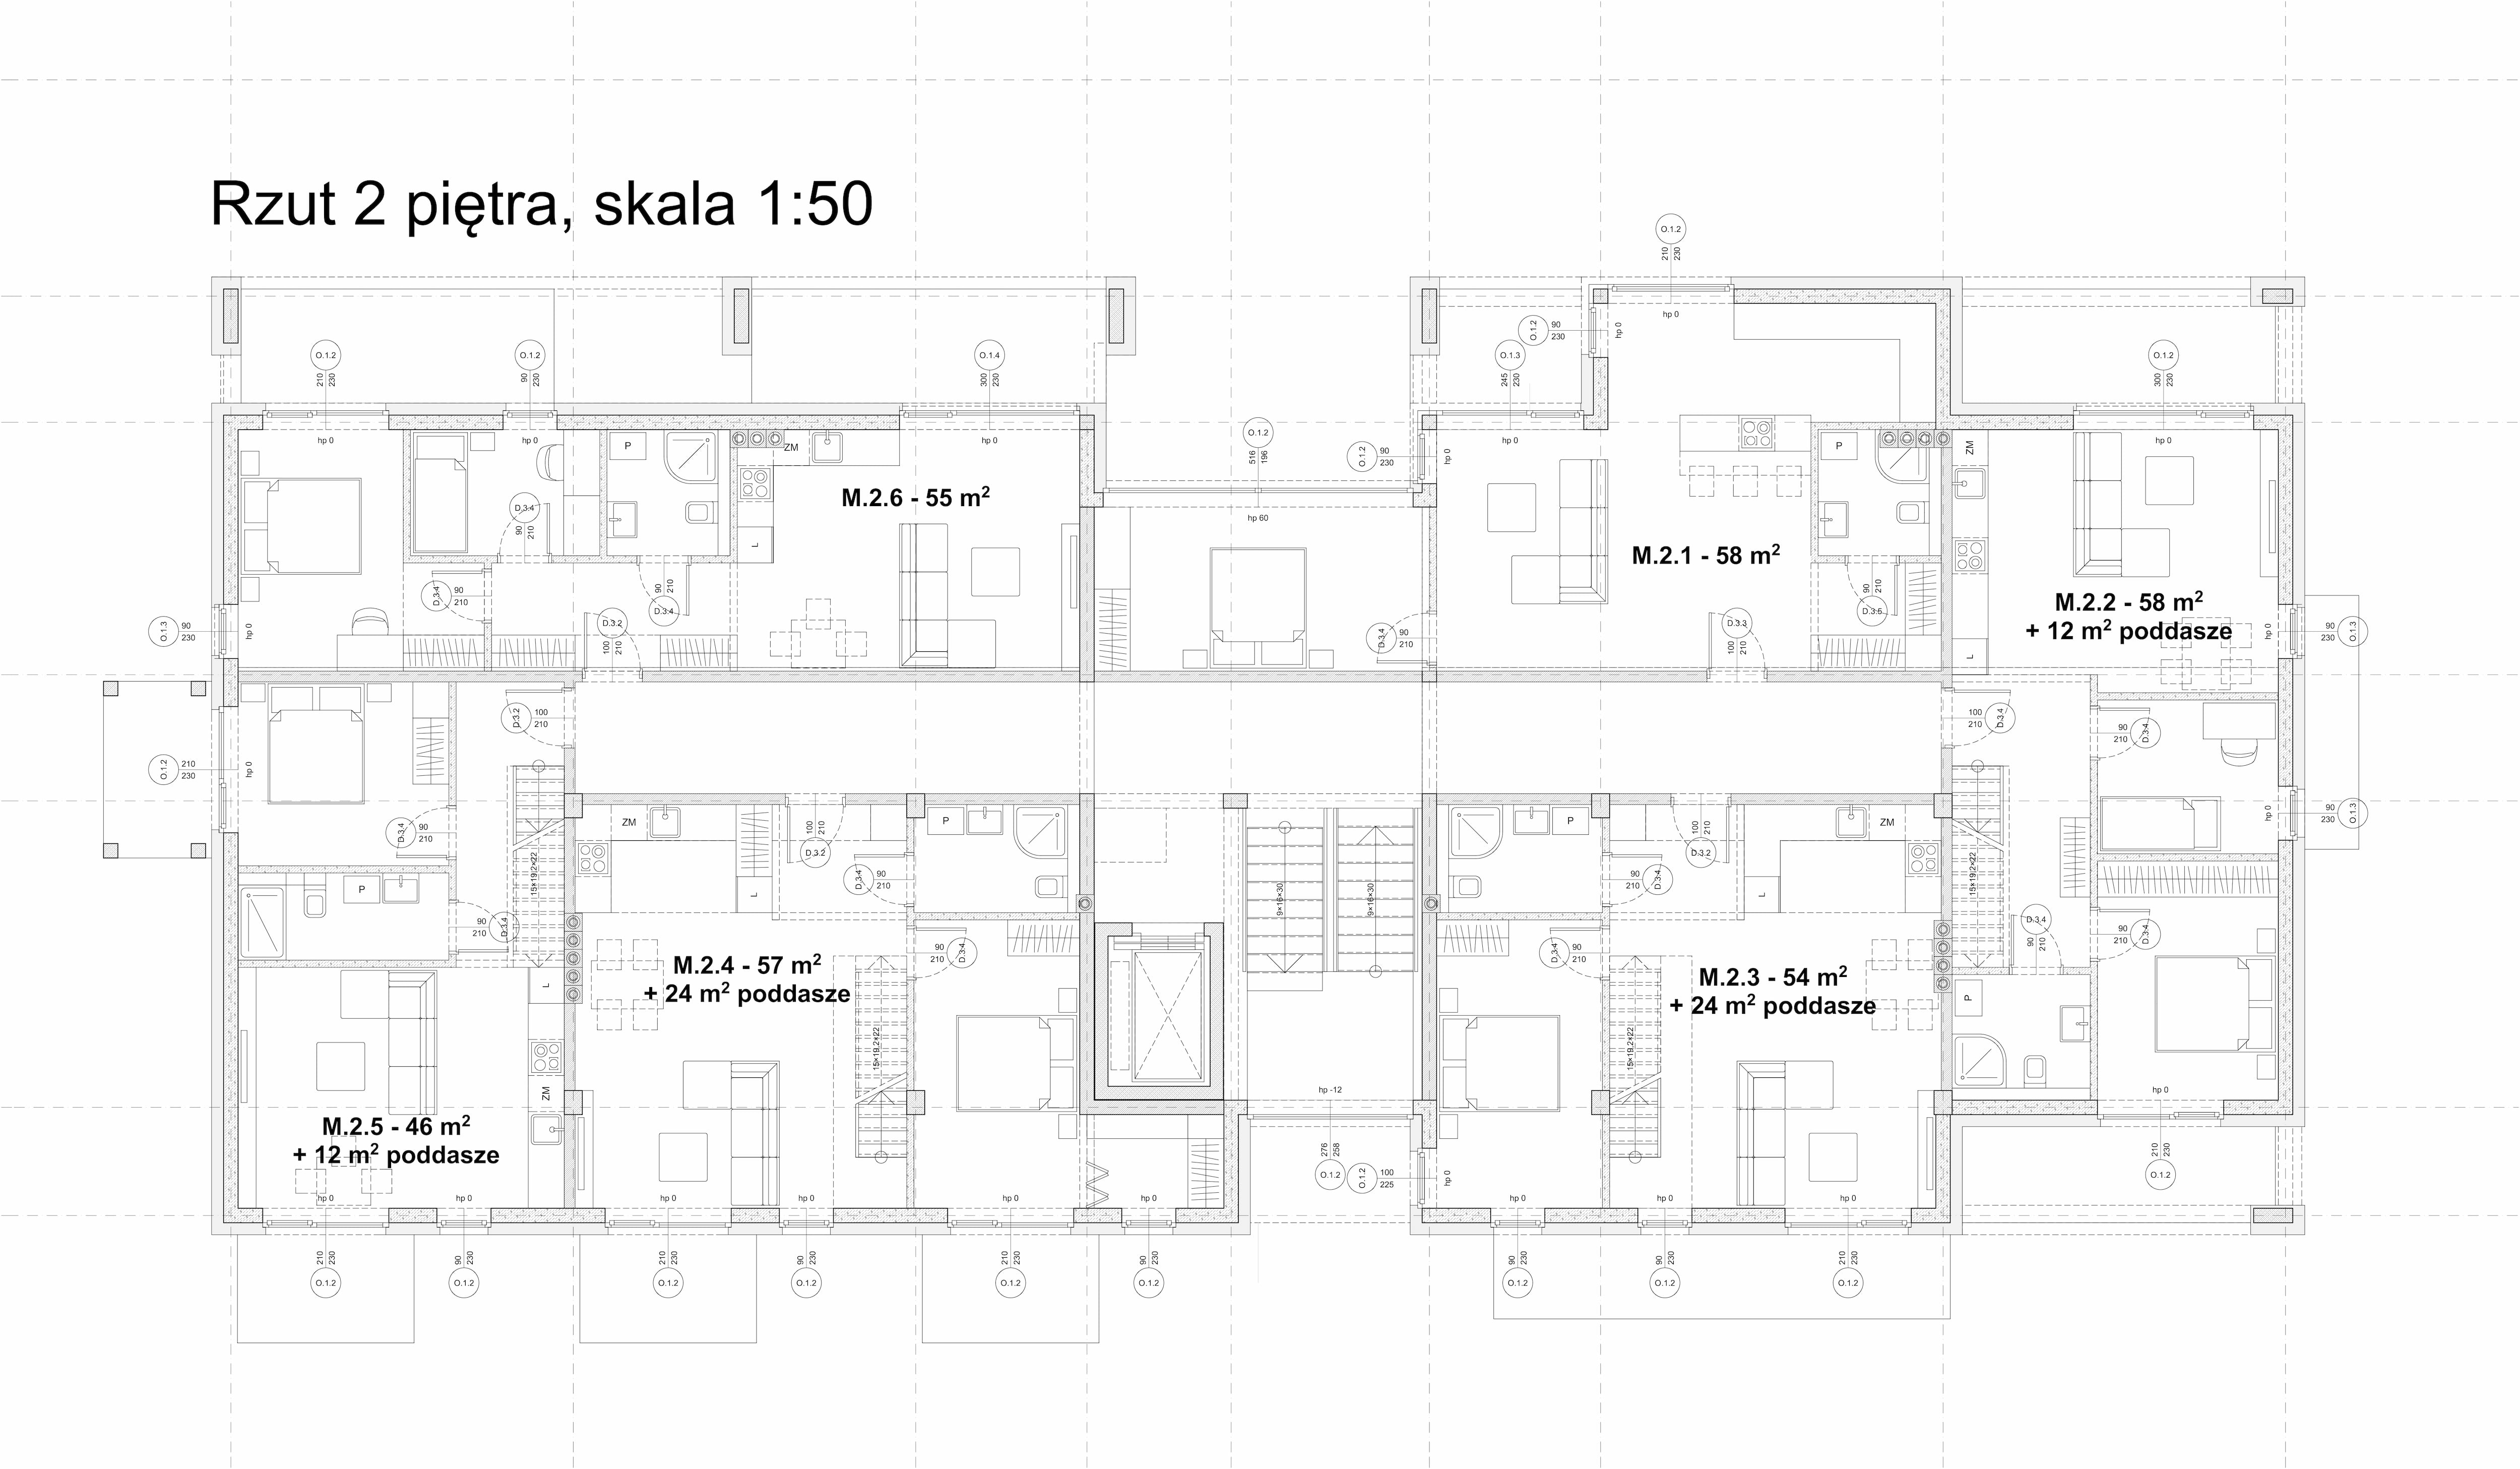 Rzut 2 piętra, skala 1:50
O.1.2
210
230
O.1.2
90
230
O.1.3
245
230
O.1.2
210
230
O.1.2
90
230
O.1.4
300
230
O.1.2
300
230
hp 0
hp 0
hp 0
hp 0
hp 0
hp 0
hp 0
O.1.2
516
196
O.1.2
90
230
hp 0
P
ZM
P
ZM
M.2.6 - 55 m²
D.3.4
90
210
hp 60
L
M.2.1 - 58 m²
D.3.4
90
210
D.3.4
90
210
D.3.2
100
210
D.3.4
90
210
D.3.3
100
210
D.3.5
90
210
M.2.2 - 58 m²
+ 12 m² poddasze
O.1.3
90
230
hp 0
hp 0
90
230
O.1.3
L
D.3.2
100
210
100
210
D.3.4
90
210
D.3.4
O.1.2
210
230
hp 0
D.3.4
90
210
15×19,2×22
ZM
100
210
D.3.2
P
9×16×30
9×16×30
P
100
210
D.3.2
ZM
15×19,2×22
hp 0
90
230
O.1.3
P
90
210
D.3.4
L
D.3.4
90
210
90
210
D.3.4
L
D.3.4
90
210
90
210
D.3.4
M.2.4 - 57 m²
+ 24 m² poddasze
90
210
D.3.4
D.3.4
90
210
M.2.3 - 54 m²
+ 24 m² poddasze
L
P
15×19,2×22
15×19,2×22
ZM
hp -12
hp 0
M.2.5 - 46 m²
+ 12 m² poddasze
276
258
O.1.2
O.1.2
100
225
hp 0
210
230
O.1.2
hp 0
hp 0
hp 0
hp 0
hp 0
hp 0
hp 0
hp 0
hp 0
210
230
O.1.2
90
230
O.1.2
210
230
O.1.2
90
230
O.1.2
210
230
O.1.2
90
230
O.1.2
90
230
O.1.2
90
230
O.1.2
210
230
O.1.2